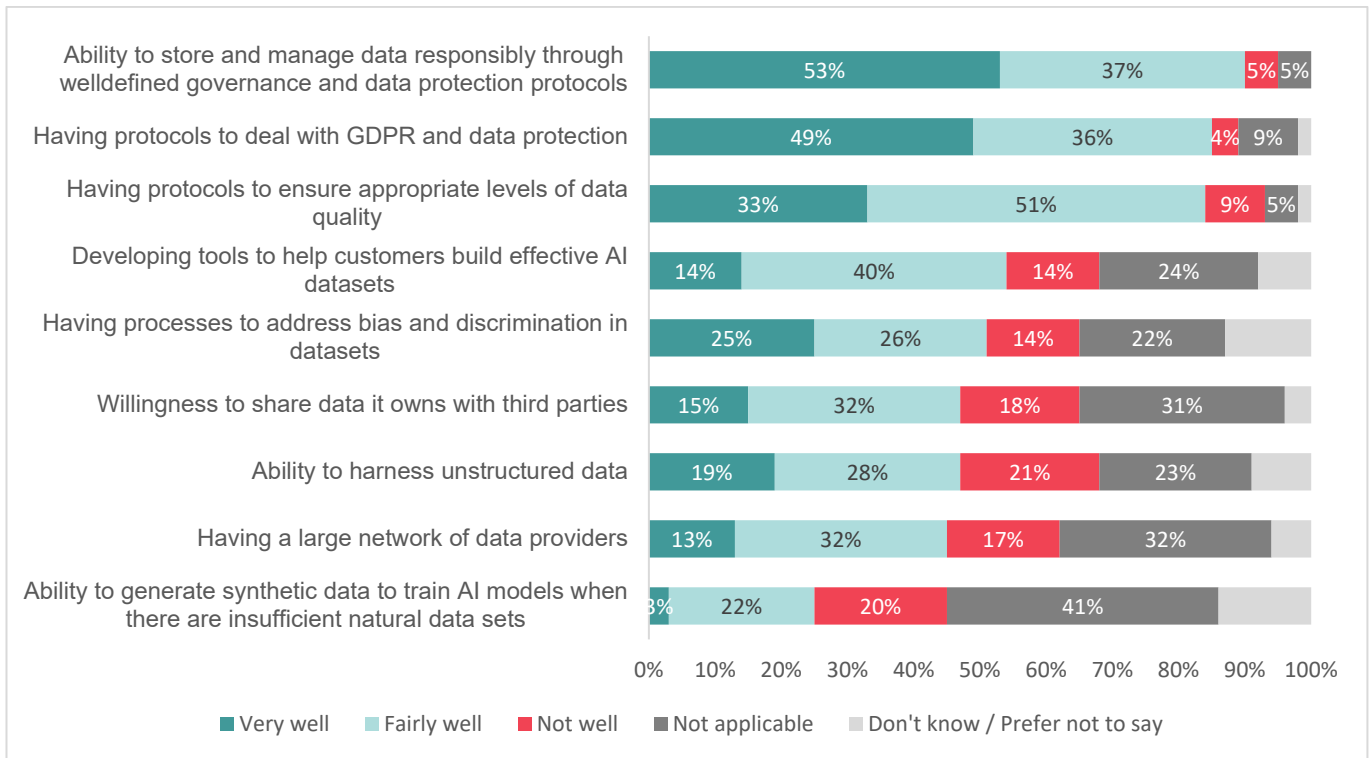 Ability to store and manage data responsibly through
welldefined governance and data protection protocols
53% 37% 5% 5%
Having protocols to deal with GDPR and data protection
49% 36% 4% 9%
Having protocols to ensure appropriate levels of data
quality
33% 51% 9% 5%
Developing tools to help customers build effective AI
datasets
14% 40% 14% 24%
Having processes to address bias and discrimination in
datasets
25% 26% 14% 22%
Willingness to share data it owns with third parties
15% 32% 18% 31%
Ability to harness unstructured data
19% 28% 21% 23%
Having a large network of data providers
13% 32% 17% 32%
Ability to generate synthetic data to train AI models when
there are insufficient natural data sets
3% 22% 20% 41%
0% 10% 20% 30% 40% 50% 60% 70% 80% 90% 100%
Very well Fairly well Not well Not applicable Don't know / Prefer not to say